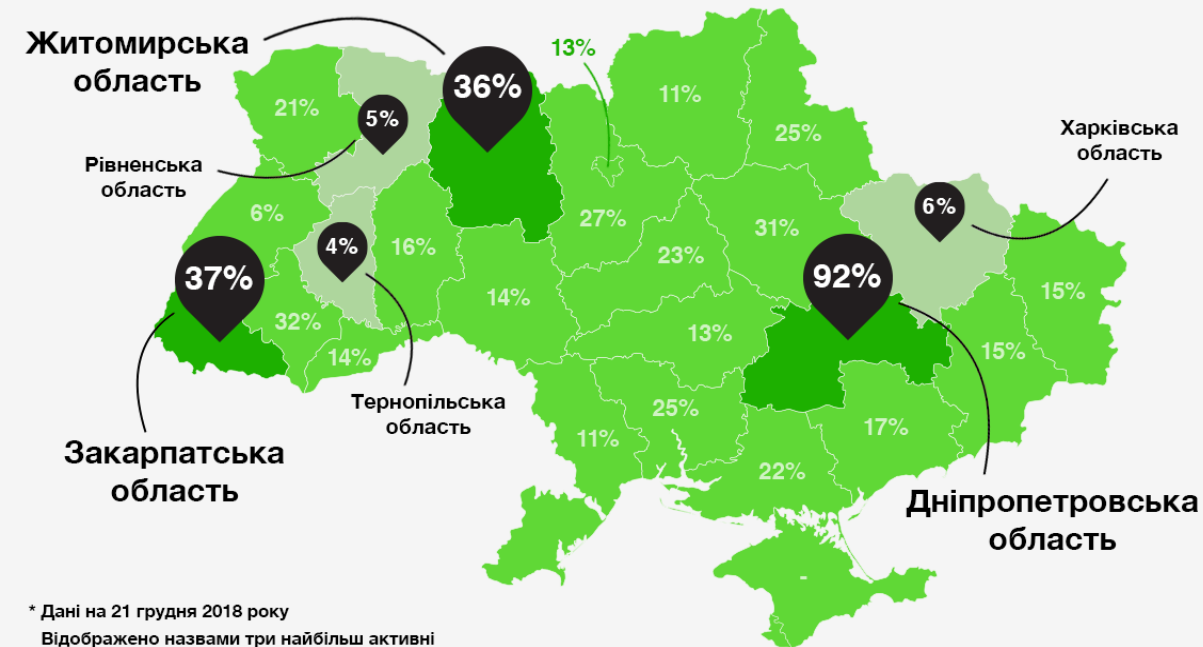 Житомирська
область
36%
13%
11%
21%
5%
25%
Харківська
область
Рівненська
область
6%
6%
27%
31%
4%
16%
23%
37%
92%
14%
15%
32%
13%
15%
14%
Тернопільська
область
25%
17%
11%
22%
Закарпатська
область
Дніпропетровська
область
-
* Дані на 21 грудня 2018 року
Відображено назвами три найбільш активні